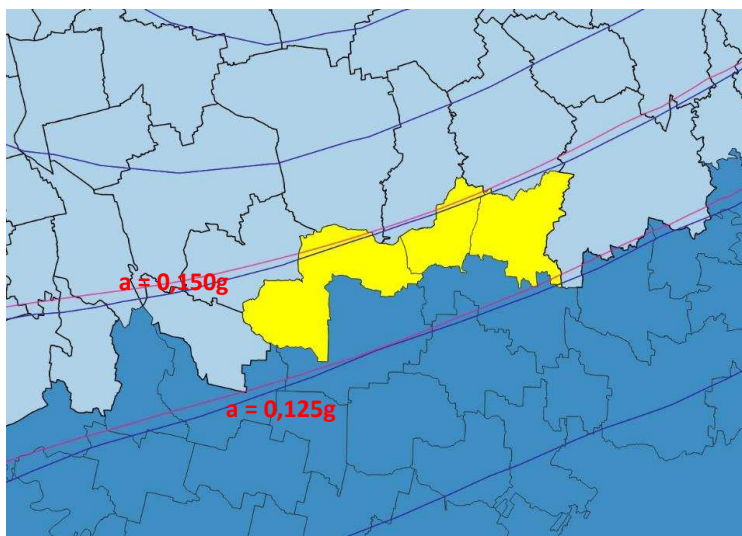 a = 0,150g
a = 0,125g